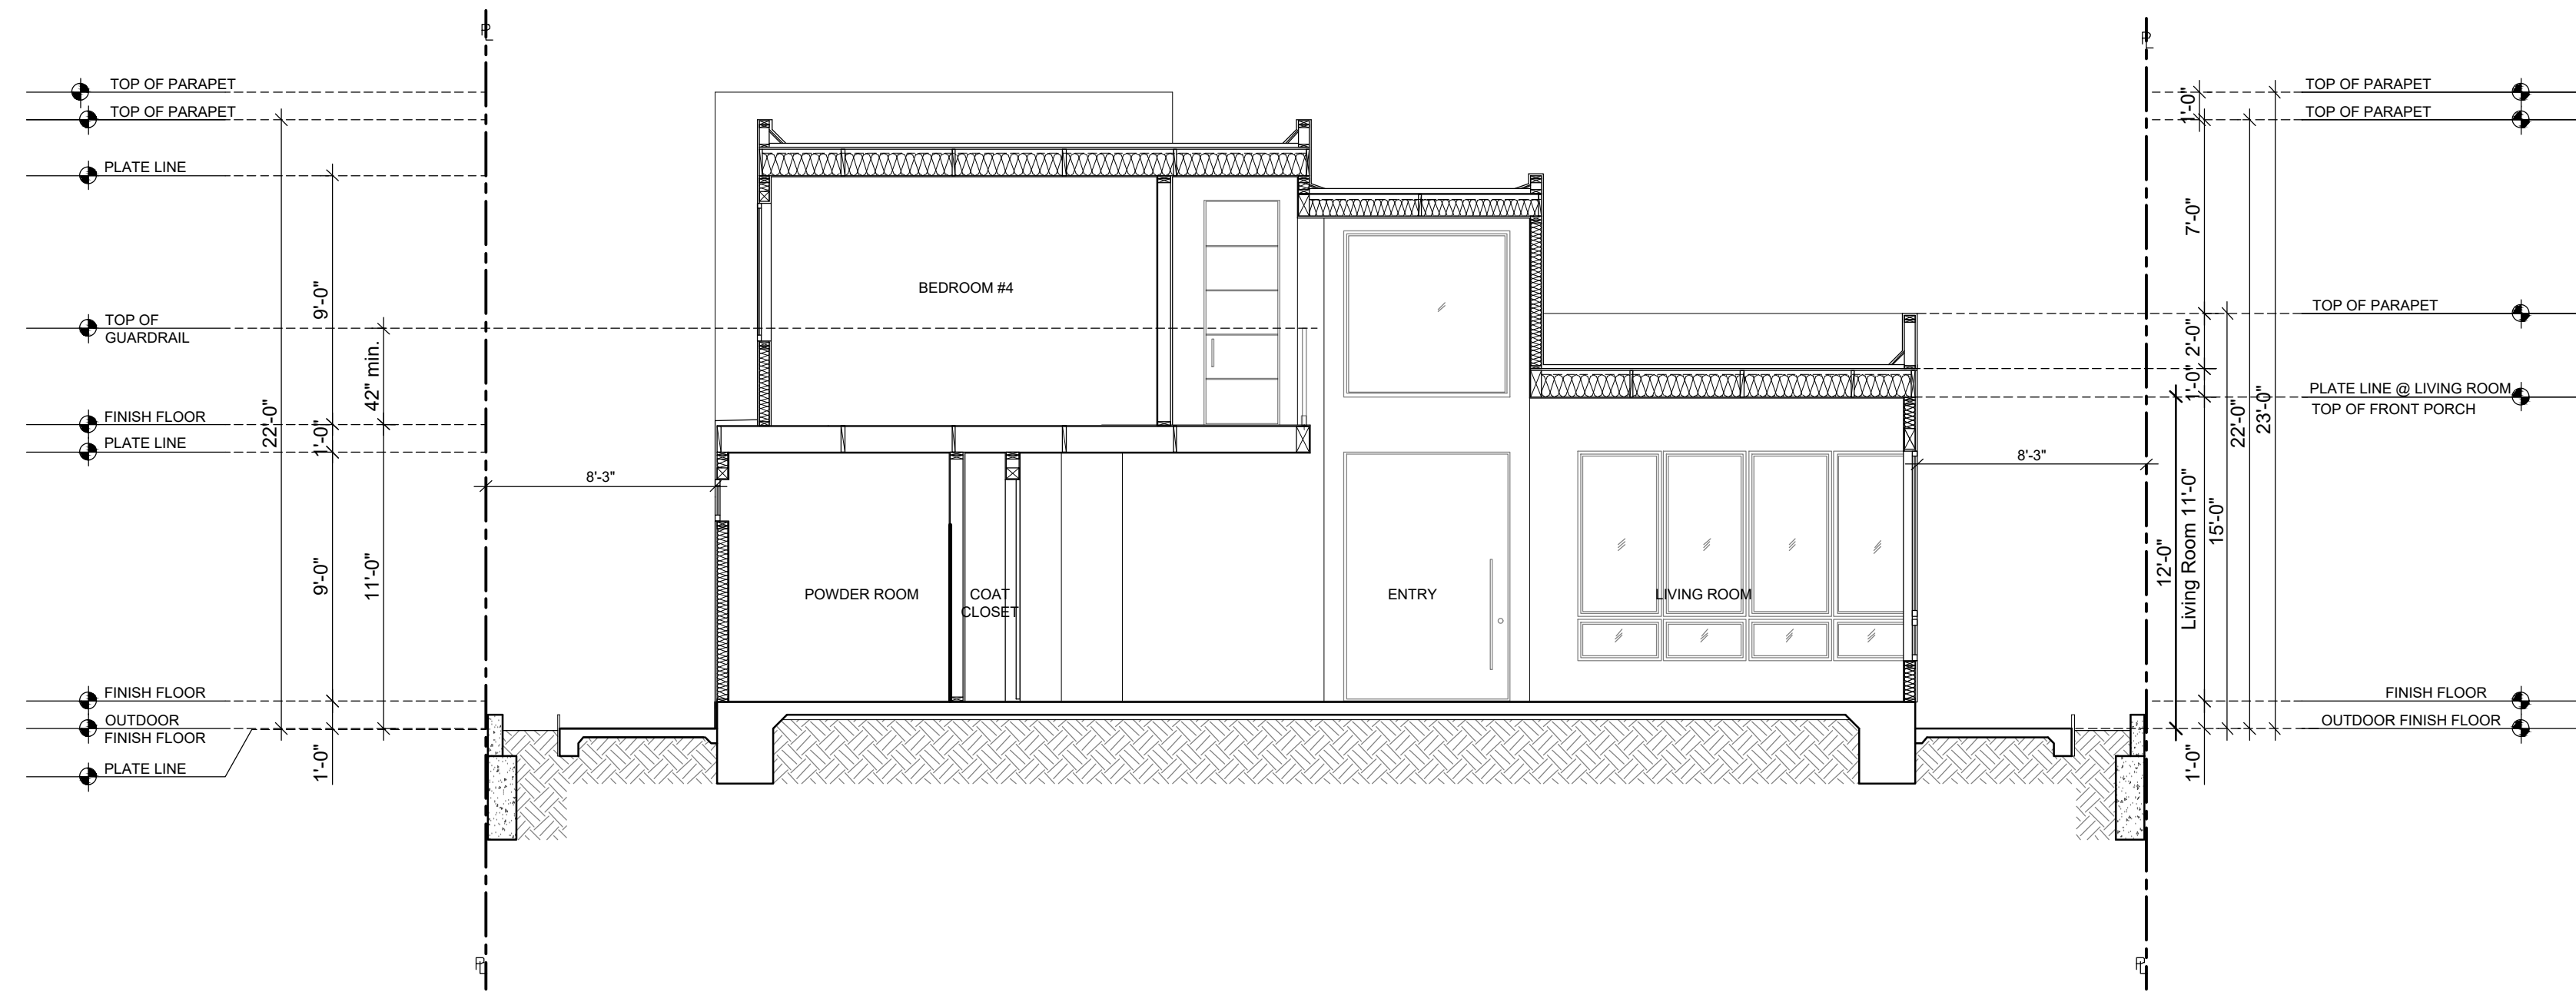 PL
PL
TOP OF PARAPET
TOP OF PARAPET
PLATE LINE
TOP OF
GUARDRAIL
FINISH FLOOR
PLATE LINE
FINISH FLOOR
OUTDOOR
FINISH FLOOR
PLATE LINE
22'-0"
9'-0"
1'-0"
9'-0"
1'-0"
42" min.
11'-0"
8'-3"
BEDROOM #4
POWDER ROOM
COAT
CLOSET
ENTRY
LIVING ROOM
8'-3"
12'-0"
Living Room 11'-0"
1'-0"
7'-0"
2'-0"
1'-0"
1'-0"
15'-0"
22'-0"
23'-0"
TOP OF PARAPET
TOP OF PARAPET
TOP OF PARAPET
PLATE LINE @ LIVING ROOM
TOP OF FRONT PORCH
FINISH FLOOR
OUTDOOR FINISH FLOOR
PL
PL